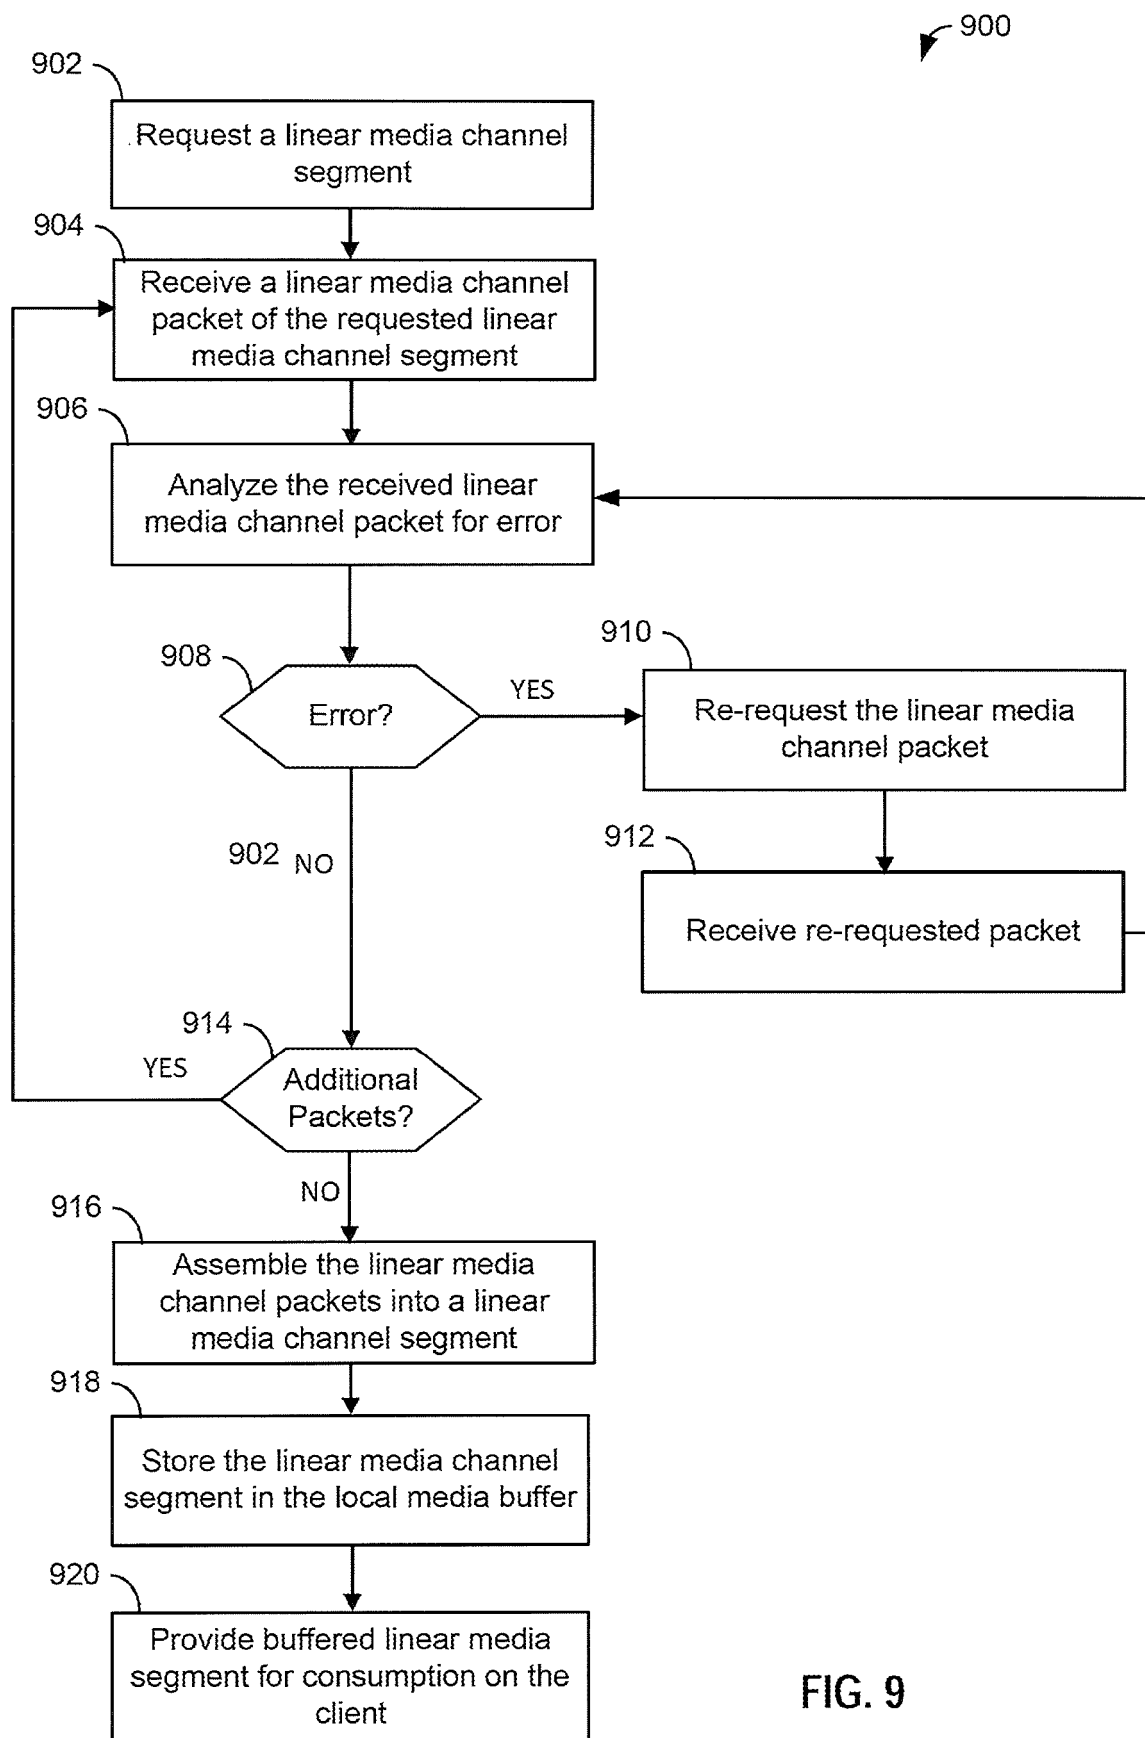 900
902
Request a linear media channel
segment
904
Receive a linear media channel
packet of the requested linear
media channel segment
906
Analyze the received linear
media channel packet for error
908
Error?
YES
910
Re-request the linear media
channel packet
902 NO
912
Receive re-requested packet
914
YES
Additional
Packets?
NO
916
Assemble the linear media
channel packets into a linear
media channel segment
918
Store the linear media channel
segment in the local media buffer
920
Provide buffered linear media
segment for consumption on the
client
FIG. 9